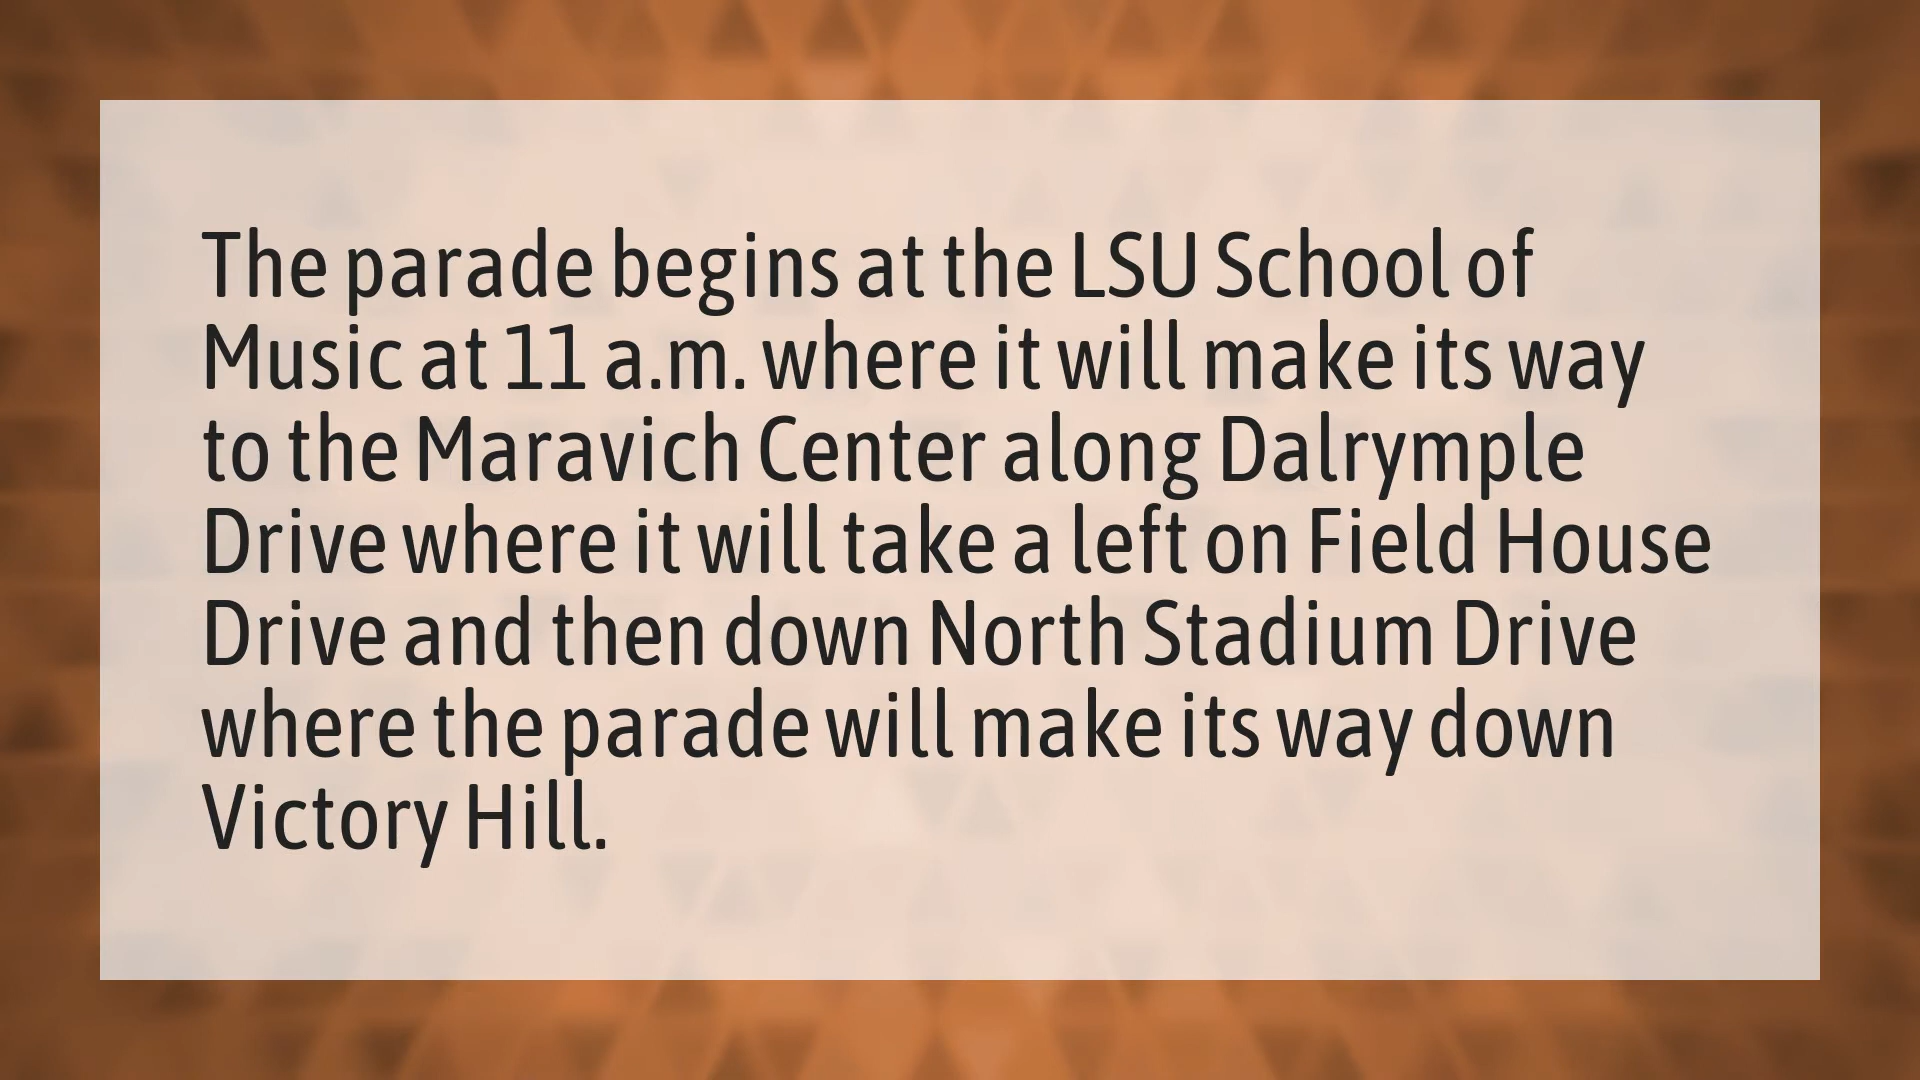 The parade begins at the LSU School of
Music at 11 a.m. where it will make its way
to the Maravich Center along Dalrymple
Drive where it will take a left on Field House
Drive and then down North Stadium Drive
where the parade will make its way down
Victory Hill.